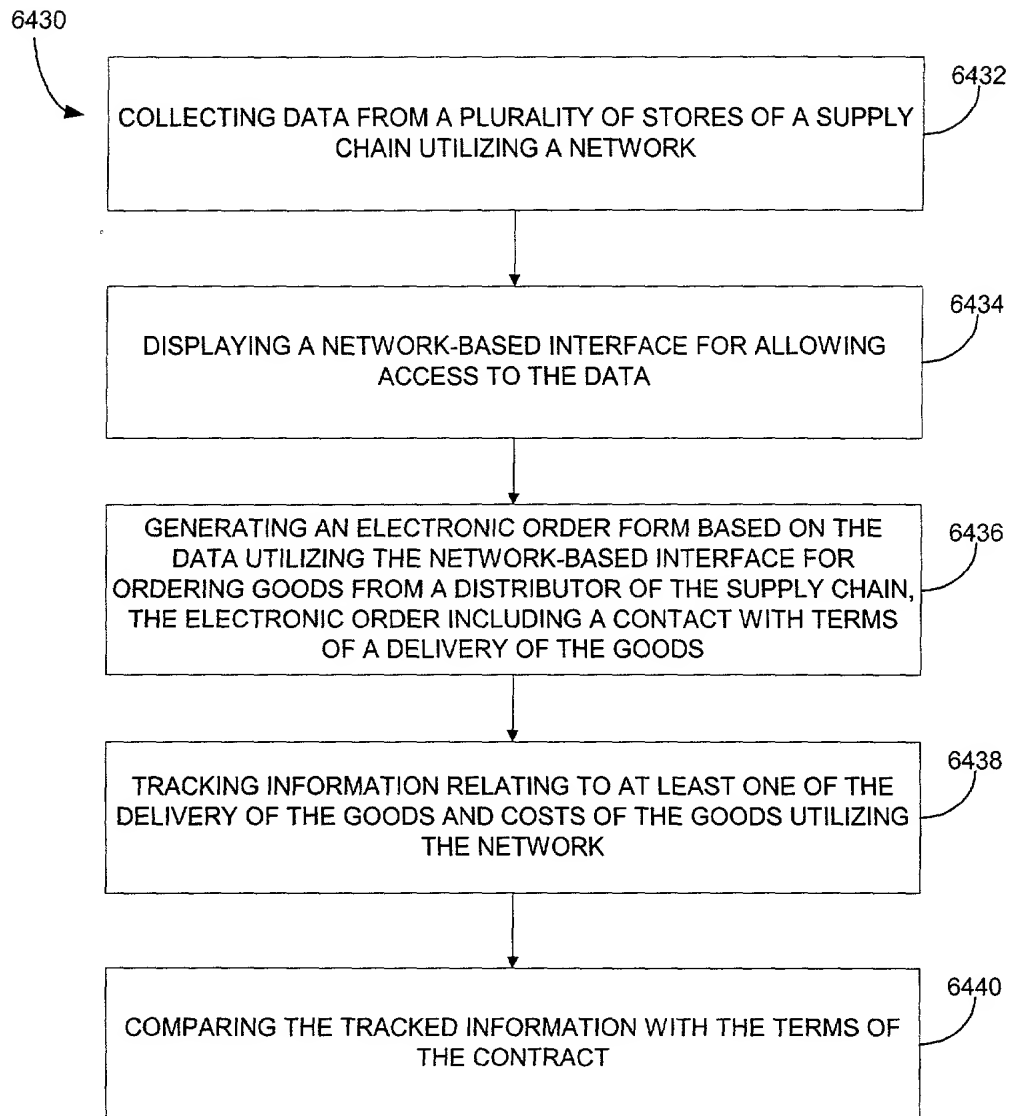 6430
6432
COLLECTING DATA FROM A PLURALITY OF STORES OF A SUPPLY
CHAIN UTILIZING A NETWORK
6434
DISPLAYING A NETWORK-BASED INTERFACE FOR ALLOWING
ACCESS TO THE DATA
6436
GENERATING AN ELECTRONIC ORDER FORM BASED ON THE
DATA UTILIZING THE NETWORK-BASED INTERFACE FOR
ORDERING GOODS FROM A DISTRIBUTOR OF THE SUPPLY CHAIN,
THE ELECTRONIC ORDER INCLUDING A CONTACT WITH TERMS
OF A DELIVERY OF THE GOODS
6438
TRACKING INFORMATION RELATING TO AT LEAST ONE OF THE
DELIVERY OF THE GOODS AND COSTS OF THE GOODS UTILIZING
THE NETWORK
6440
COMPARING THE TRACKED INFORMATION WITH THE TERMS OF
THE CONTRACT